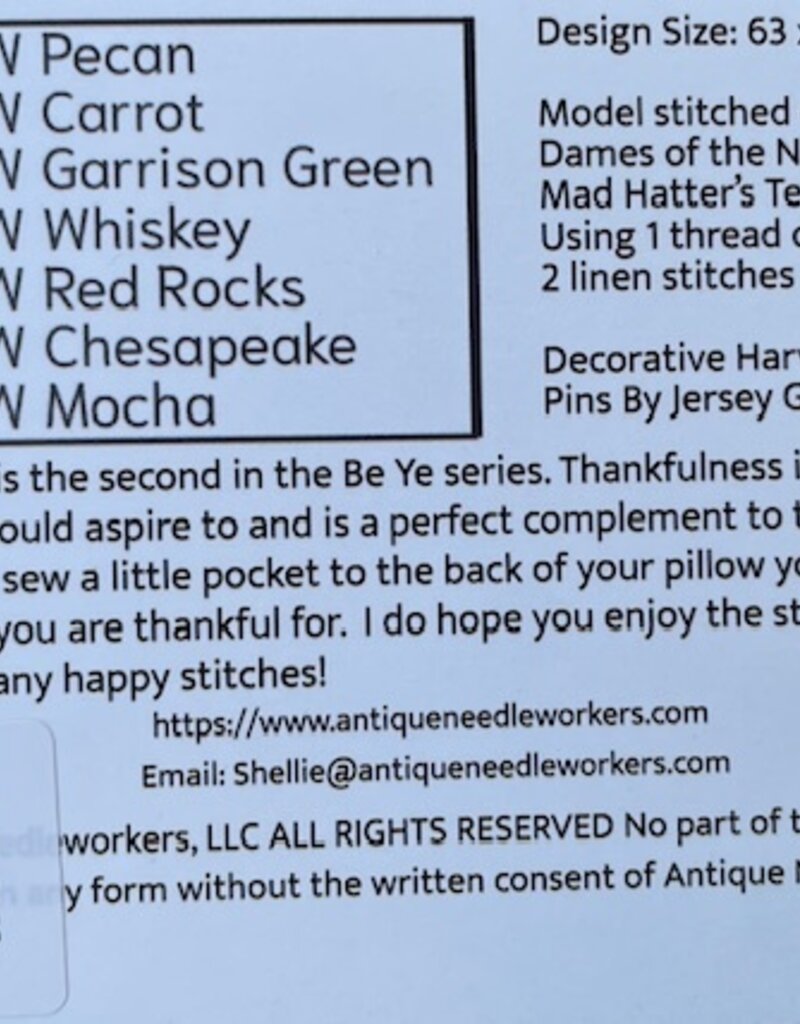 Pecan
Carrot
Garrison Green
Whiskey
Red Rocks
Chesapeake
Mocha
Design Size: 63
Model stitched
Dames of the N
Mad Hatter's Te
Using 1 thread
2 linen stitches
Decorative Har
Pins By Jersey G
is the second in the Be Ye series. Thankfulness i
ould aspire to and is a perfect complement to t
sew a little pocket to the back of your pillow yo
you are thankful for. I do hope you enjoy the st
any happy stitches!
https://www.antiqueneedleworkers.com
Email: Shellie@antiqueneedleworkers.com
workers, LLC ALL RIGHTS RESERVED No part of t
y form without the written consent of Antique N